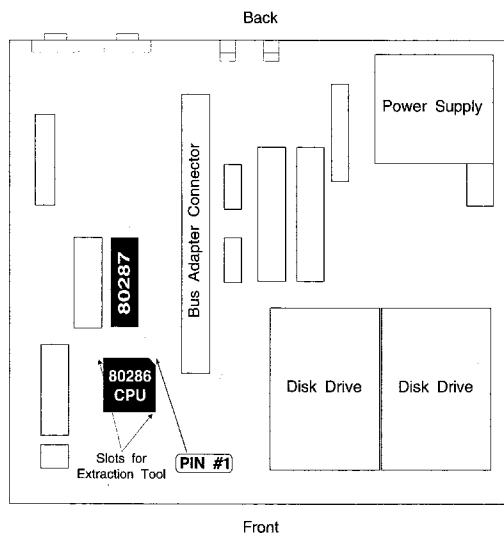 Back
Power Supply
Bus Adapter Connector
80287
80286
CPU
Disk Drive
Disk Drive
Slots for
Extraction Tool
PIN #1
Front